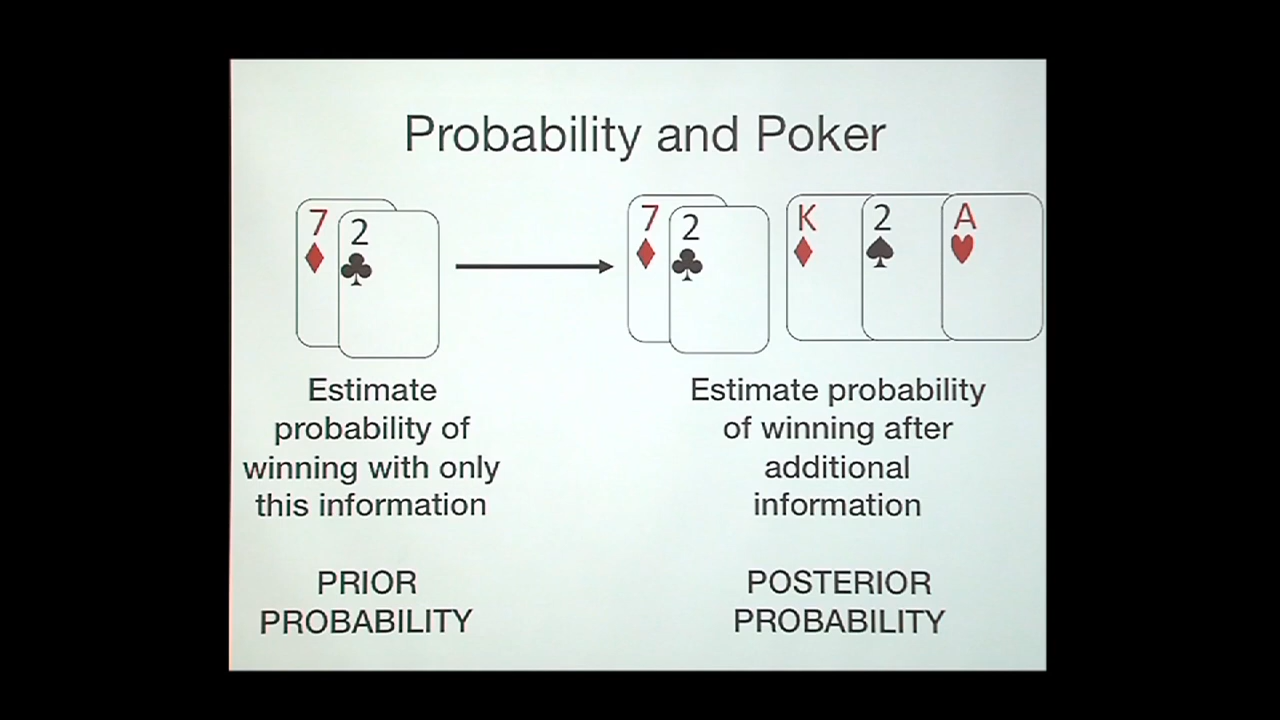 Probability and Poker
7 2 7 2 K 2 A
Estimate
probability of
winning with only
this information
Estimate probability
of winning after
additional
information
PRIOR
PROBABILITY
POSTERIOR
PROBABILITY